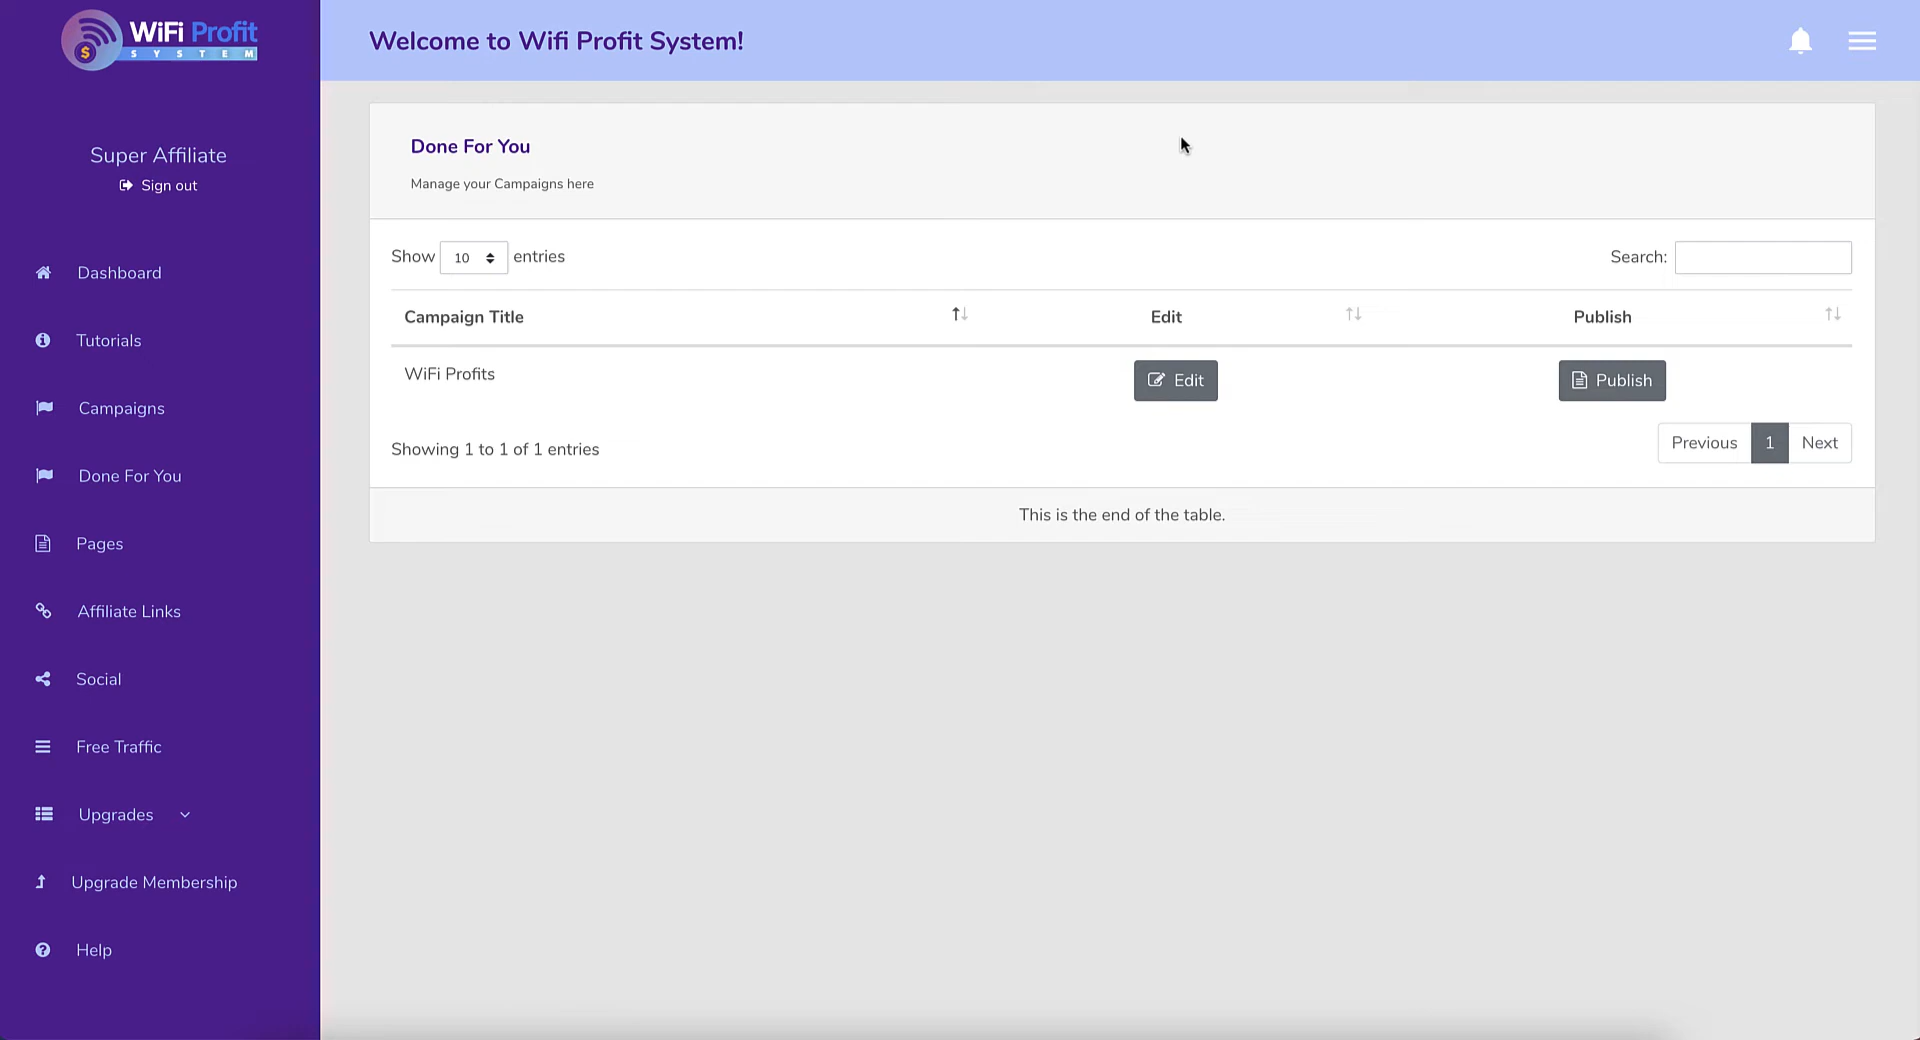 WiFi Profit
SYSTEM
Welcome to Wifi Profit System!
Super Affiliate
Sign out
Dashboard
Tutorials
Campaigns
Done For You
Pages
Affiliate Links
Social
Free Traffic
Upgrades
Upgrade Membership
Help
Done For You
Manage your Campaigns here
Show 10 entries
Search:
Campaign Title Edit Publish
WiFi Profits Edit Publish
Showing 1 to 1 of 1 entries
Previous 1 Next
This is the end of the table.